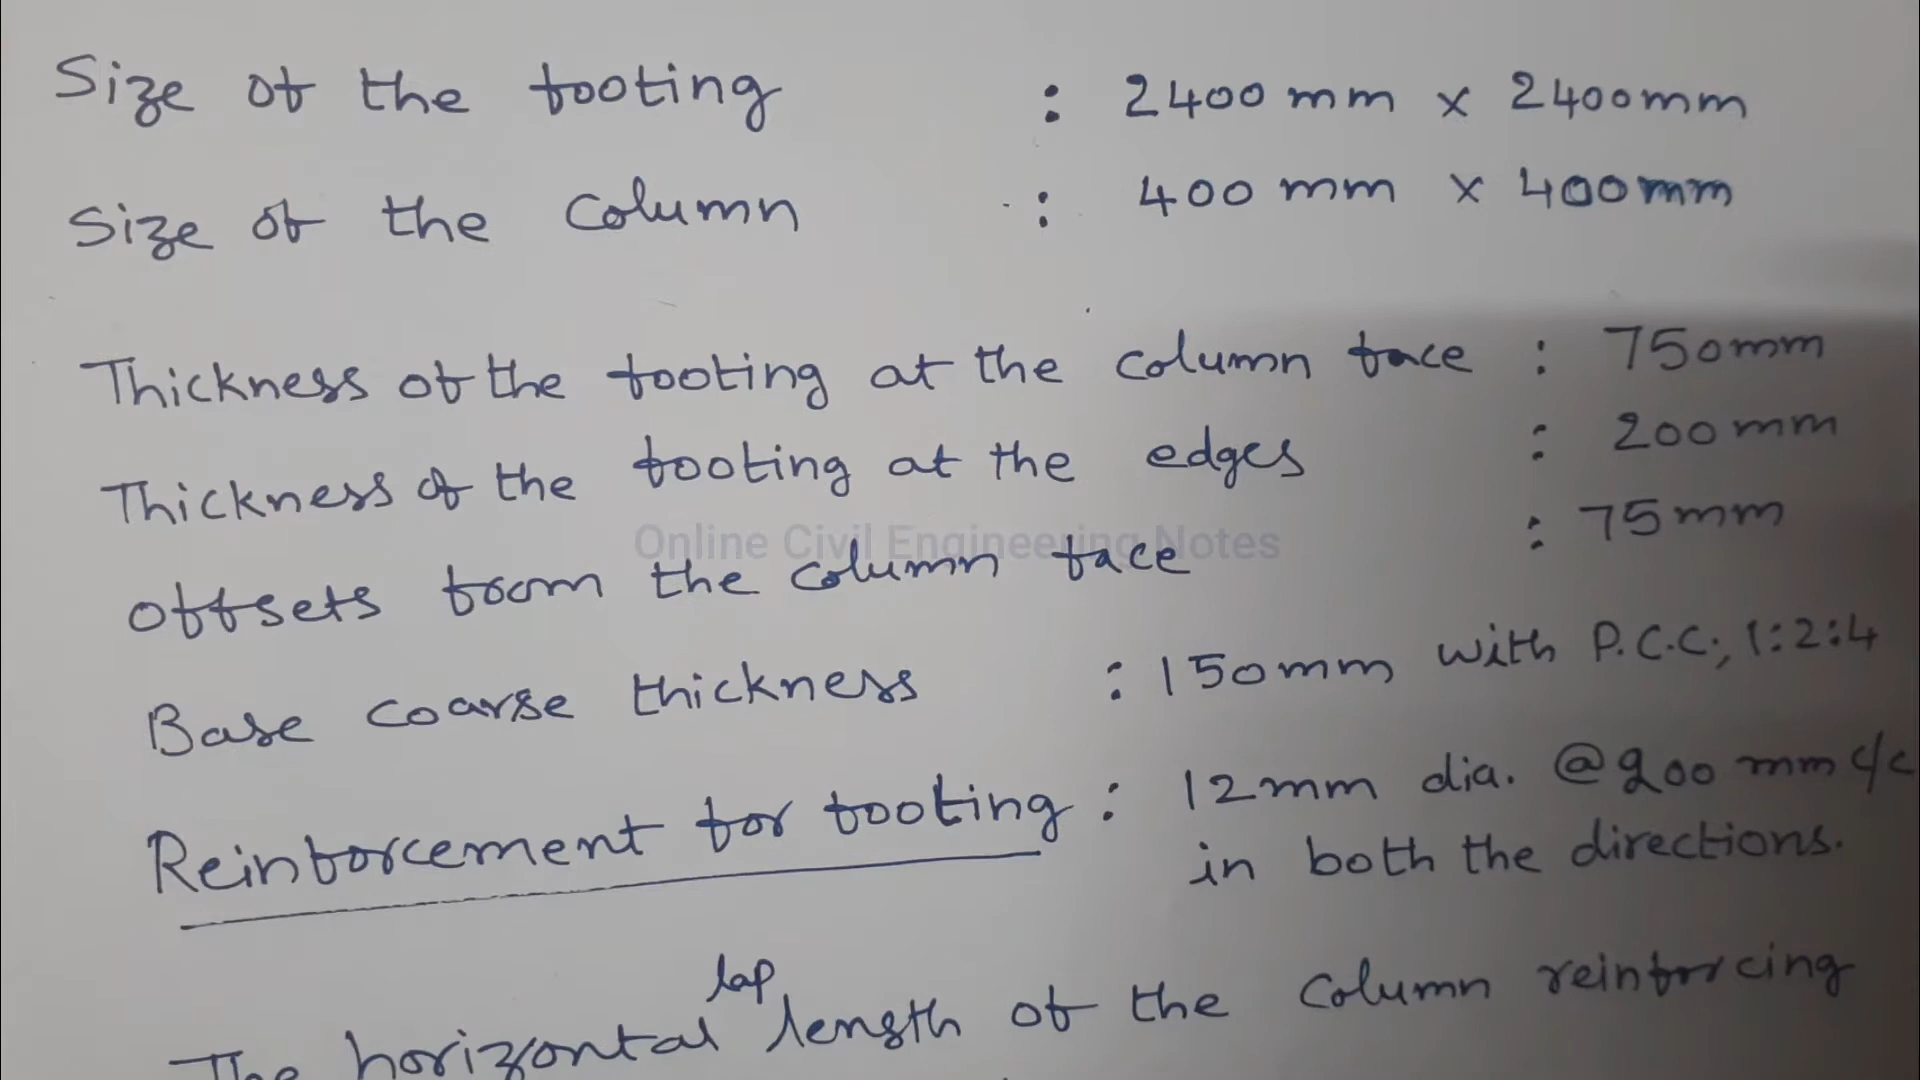 Size of the footing : 2400 mm x 2400mm
Size of the column : 400 mm x 400mm
Thickness of the footing at the column face : 750mm
Thickness of the footing at the edges : 200mm
Offsets from the column face : 75mm
Online Civil Engineering Notes
Base coarse thickness : 150mm with P.C.C; 1:2:4
Reinforcement for footing : 12mm dia. @ 200 mm c/c
in both the directions.
The horizontal lap length of the column reinforcing